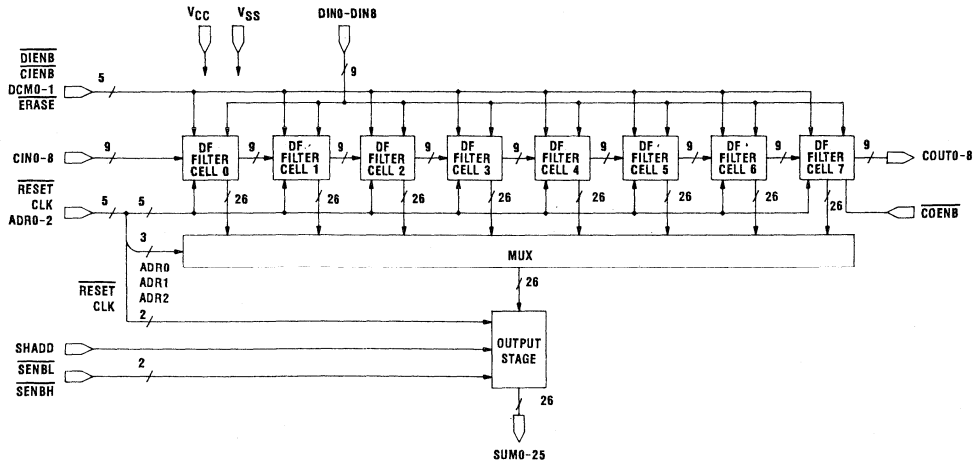 VCC VSS DIN0-DIN8
DIENB
CIENB
DCM0-1
ERASE
5
9
CIN0-8
9
DF FILTER CELL 0
9
DF FILTER CELL 1
9
DF FILTER CELL 2
9
DF FILTER CELL 3
9
DF FILTER CELL 4
9
DF FILTER CELL 5
9
DF FILTER CELL 6
9
DF FILTER CELL 7
9
COUT0-8
RESET
CLK
ADR0-2
5
5
26
26
26
26
26
26
26
26
COENB
3
ADR0
ADR1
ADR2
MUX
RESET
CLK
2
26
SHADD
SENBL
SENBH
2
OUTPUT
STAGE
26
SUM0-25